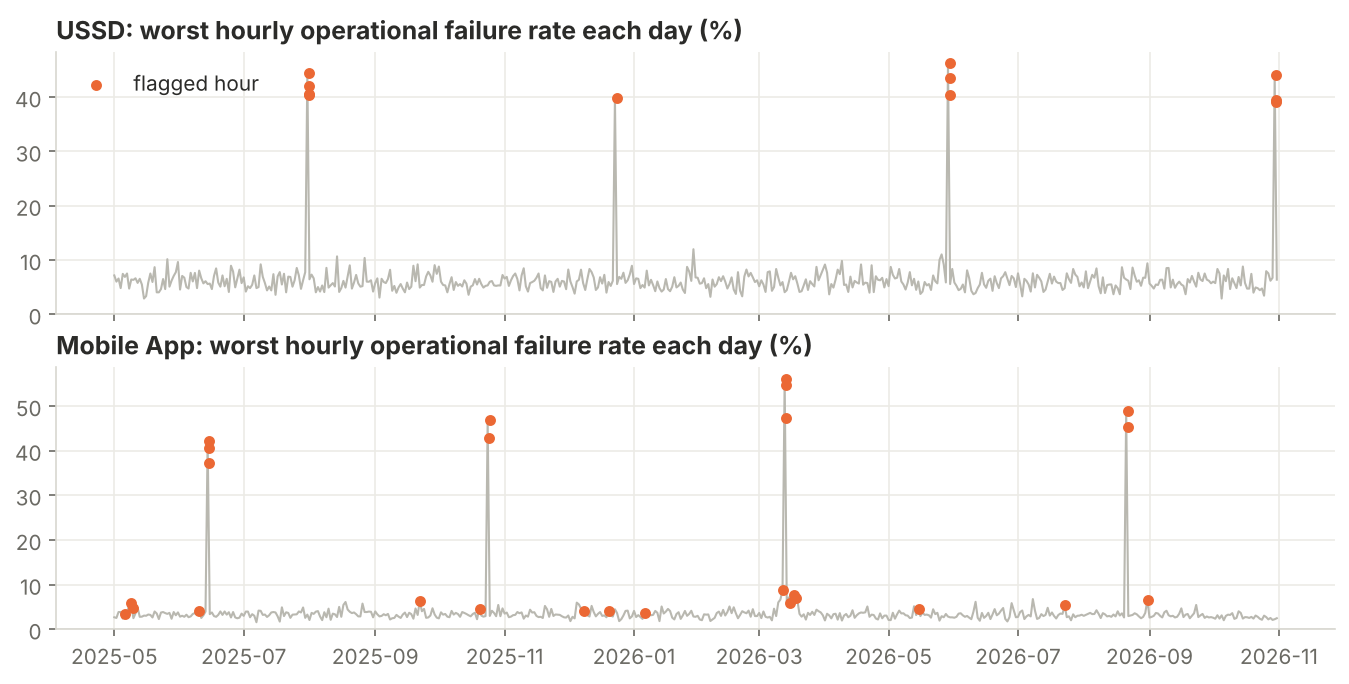 USSD: worst hourly operational failure rate each day (%)
flagged hour
40
30
20
10
0
Mobile App: worst hourly operational failure rate each day (%)
50
40
30
20
10
0
2025-05 2025-07 2025-09 2025-11 2026-01 2026-03 2026-05 2026-07 2026-09 2026-11